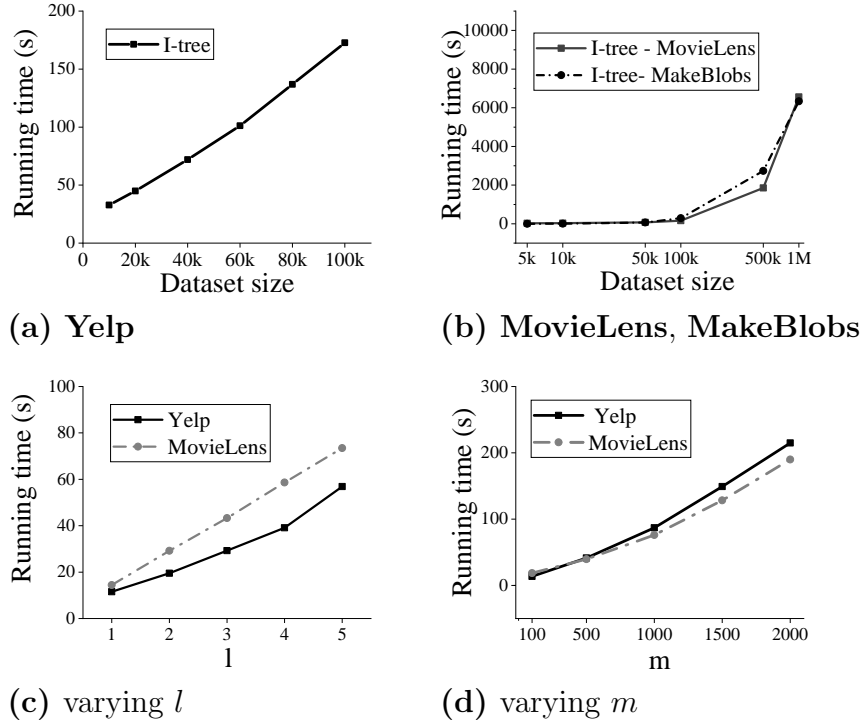 200
150
100
50
0
Running time (s)
I-tree
0 20k 40k 60k 80k 100k
Dataset size
(a) Yelp
10000
8000
6000
4000
2000
0
Running time (s)
I-tree - MovieLens
I-tree- MakeBlobs
5k 10k 50k 100k 500k 1M
Dataset size
(b) MovieLens, MakeBlobs
100
80
60
40
20
0
Running time (s)
Yelp
MovieLens
1 2 3 4 5
l
(c) varying l
300
200
100
0
Running time (s)
Yelp
MovieLens
100 500 1000 1500 2000
m
(d) varying m